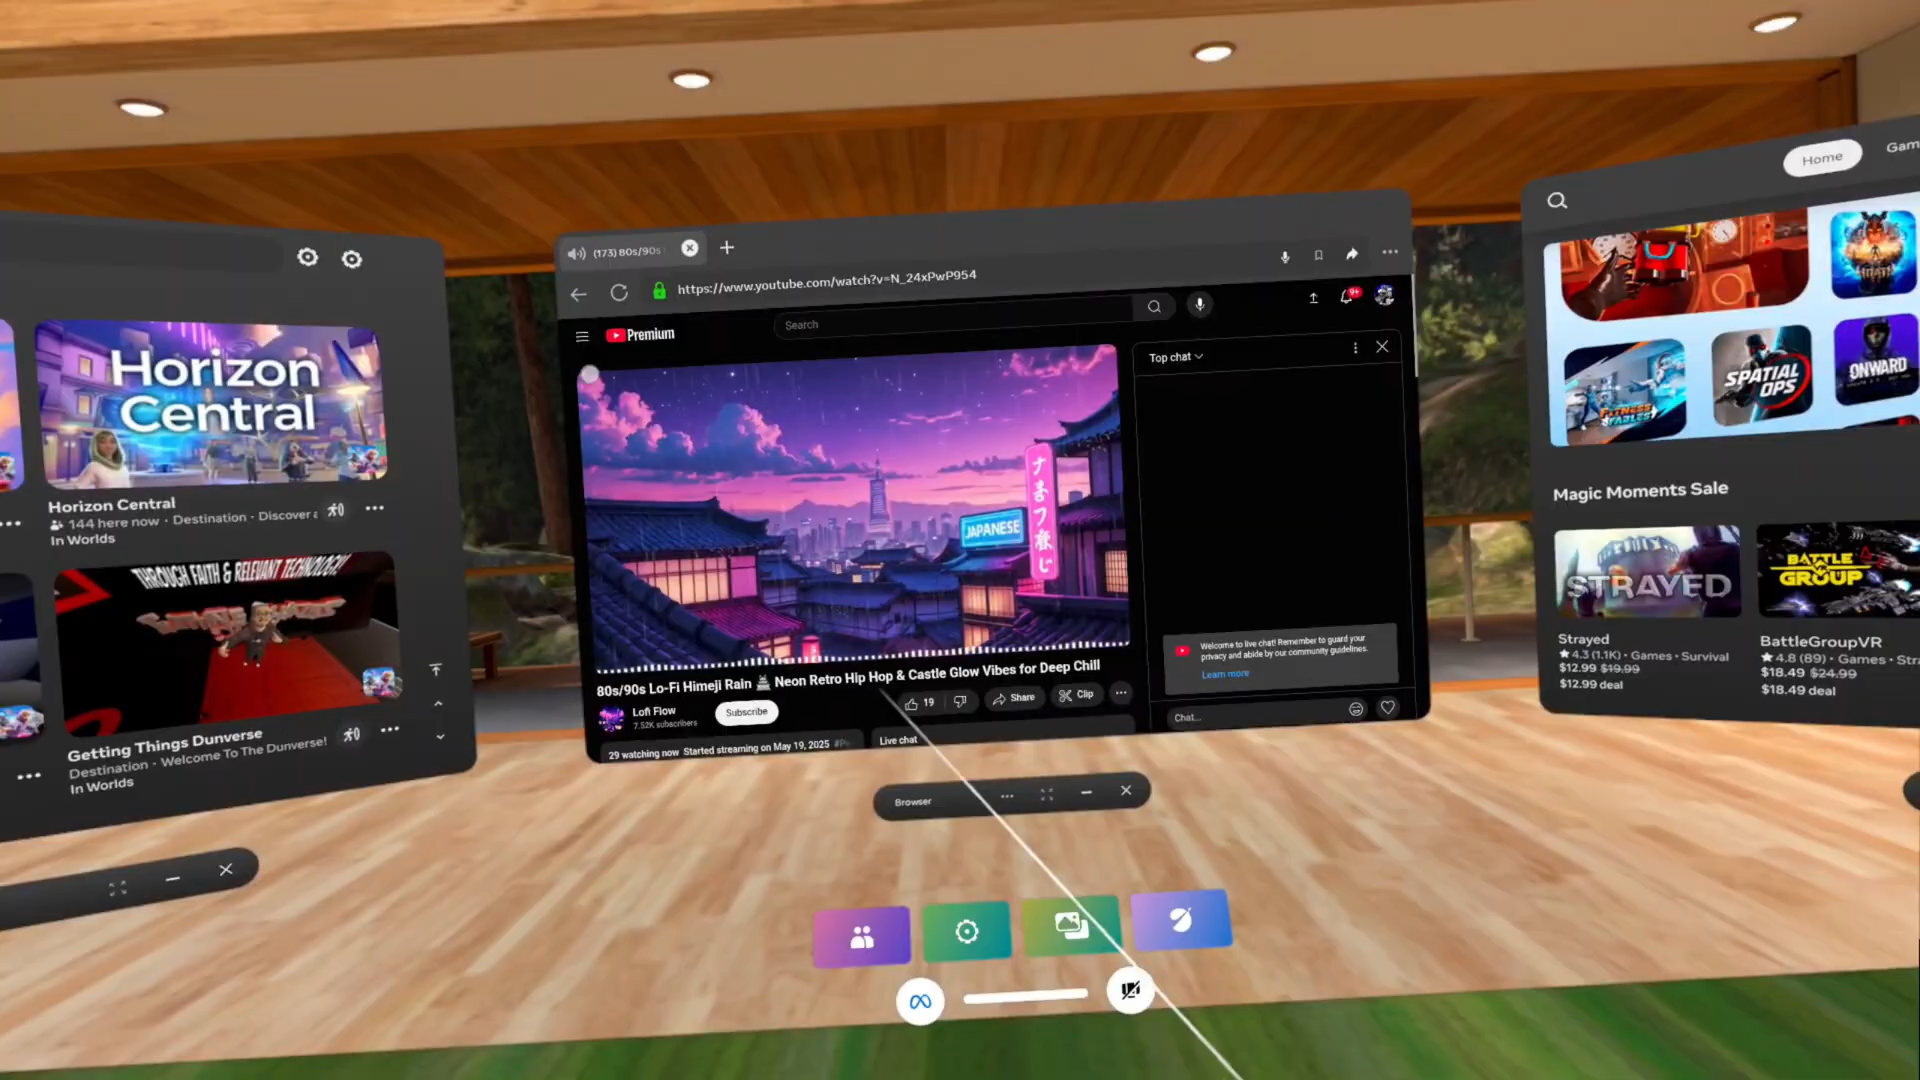 Horizon
Central
Horizon Central
144 here now · Destination · Discover
In Worlds
THROUGH FAITH & RELEVANT TECHNOLOGY!
Getting Things Dunverse
Destination · Welcome To The Dunverse!
In Worlds
(173) 80s/90s
https://www.youtube.com/watch?v=N_24xPwP954
Premium
Search
9+
Top chat
JAPANESE
80s/90s Lo-Fi Himeji Rain 🏯 Neon Retro Hip Hop & Castle Glow Vibes for Deep Chill
Lofi Flow
7.52K subscribers
Subscribe
19
Share
Clip
29 watching now Started streaming on May 19, 2025
Live chat
Welcome to live chat! Remember to guard your
privacy and abide by our community guidelines.
Learn more
Chat...
Browser
Home
FITNESS
FABLES
SPATIAL
OPS
ONWARD
Magic Moments Sale
STRAYED
BATTLE
GROUP
VR
Strayed
4.3 (1.1K) · Games · Survival
$12.99 $19.99
$12.99 deal
BattleGroupVR
4.8 (89) · Games ·
$18.49 $24.99
$18.49 deal